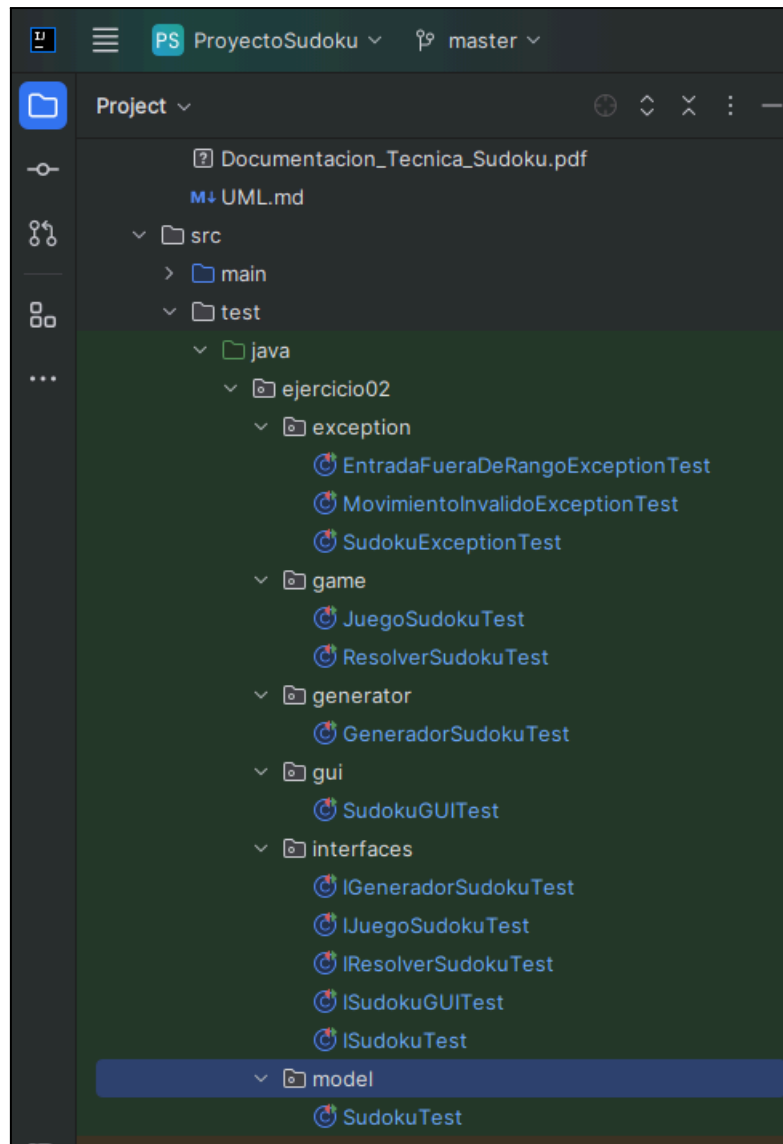 IJ PS ProyectoSudoku master
Project
Documentacion_Tecnica_Sudoku.pdf
M↓ UML.md
src
main
test
java
ejercicio02
exception
EntradaFueraDeRangoExceptionTest
MovimientoInvalidoExceptionTest
SudokuExceptionTest
game
JuegoSudokuTest
ResolverSudokuTest
generator
GeneradorSudokuTest
gui
SudokuGUITest
interfaces
IGeneradorSudokuTest
IJuegoSudokuTest
IResolverSudokuTest
ISudokuGUITest
ISudokuTest
model
SudokuTest